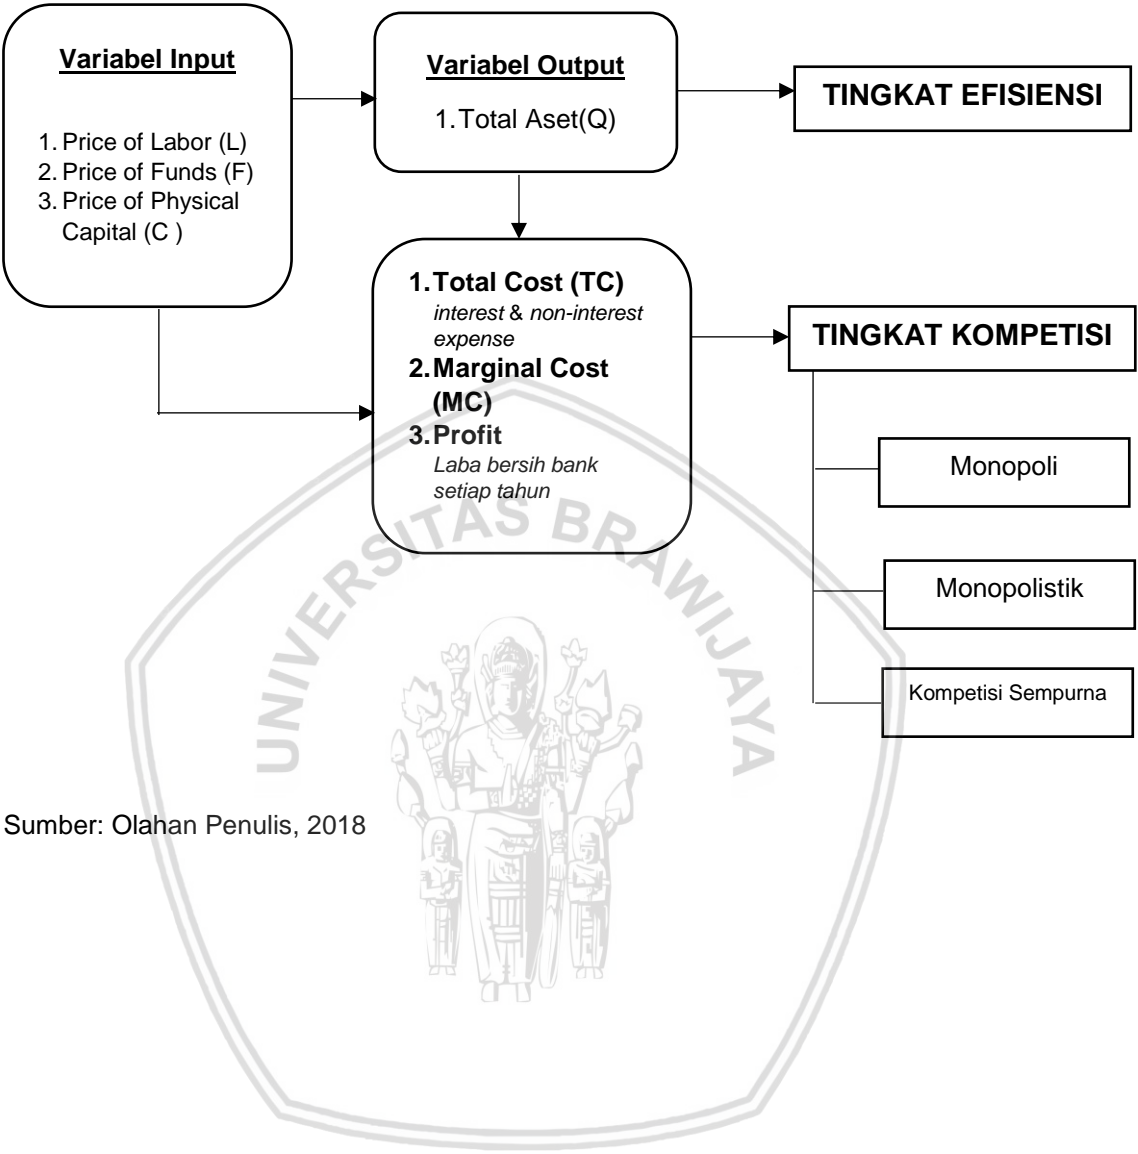 Variabel Input
1. Price of Labor (L)
2. Price of Funds (F)
3. Price of Physical
Capital (C )
Variabel Output
1. Total Aset(Q)
TINGKAT EFISIENSI
1. Total Cost (TC)
interest & non-interest
expense
2. Marginal Cost
(MC)
3. Profit
Laba bersih bank
setiap tahun
TINGKAT KOMPETISI
Monopoli
Monopolistik
Kompetisi Sempurna
UNIVERSITAS BRAWIJAYA
Sumber: Olahan Penulis, 2018